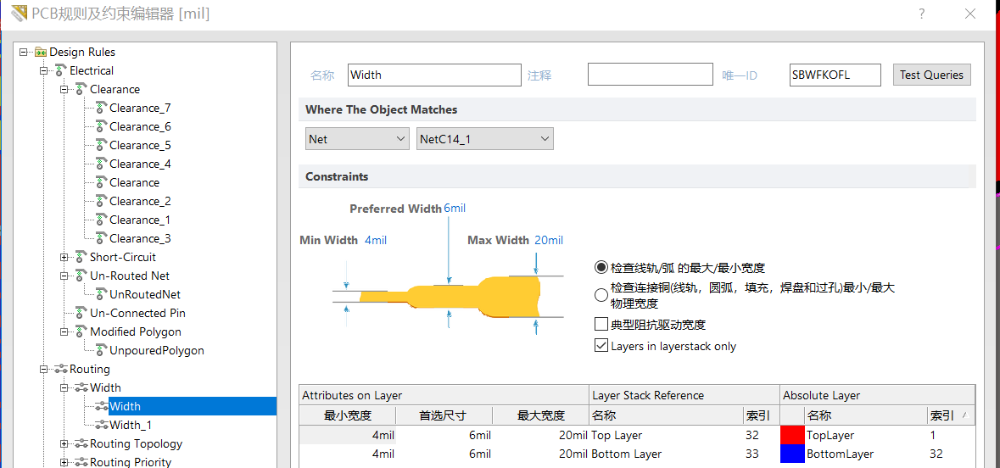 PCB规则及约束编辑器 [mil]
?
Design Rules
Electrical
Clearance
Clearance_7
Clearance_6
Clearance_5
Clearance_4
Clearance
Clearance_2
Clearance_1
Clearance_3
Short-Circuit
Un-Routed Net
UnRoutedNet
Un-Connected Pin
Modified Polygon
UnpouredPolygon
Routing
Width
Width
Width_1
Routing Topology
Routing Priority
名称 Width 注释 唯一ID SBWFKOFL Test Queries
Where The Object Matches
Net NetC14_1
Constraints
Preferred Width 6mil
Min Width 4mil Max Width 20mil
检查线轨/弧 的最大/最小宽度
检查连接铜(线轨，圆弧，填充，焊盘和过孔)最小/最大
物理宽度
典型阻抗驱动宽度
Layers in layerstack only
Attributes on Layer Layer Stack Reference Absolute Layer
最小宽度 首选尺寸 最大宽度 名称 索引 名称 索引
4mil 6mil 20mil Top Layer 32 TopLayer 1
4mil 6mil 20mil Bottom Layer 33 BottomLayer 32